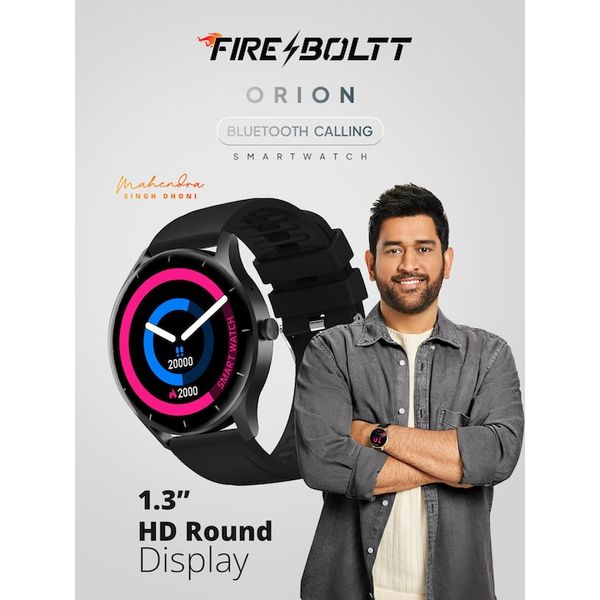 FIRE BOLTT
ORION
BLUETOOTH CALLING
SMARTWATCH
Mahendra
SINGH DHONI
20000
2000
SMART WATCH
1.3”
HD Round
Display